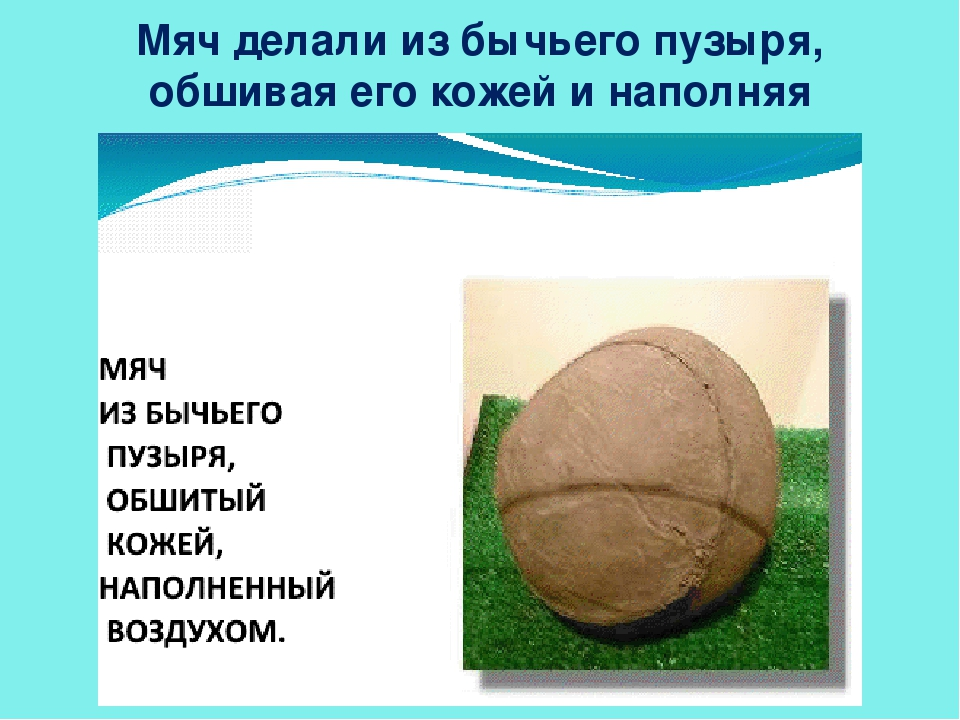 Мяч делали из бычьего пузыря,
обшивая его кожей и наполняя
МЯЧ
ИЗ БЫЧЬЕГО
ПУЗЫРЯ,
ОБШИТЫЙ
КОЖЕЙ,
НАПОЛНЕННЫЙ
ВОЗДУХОМ.